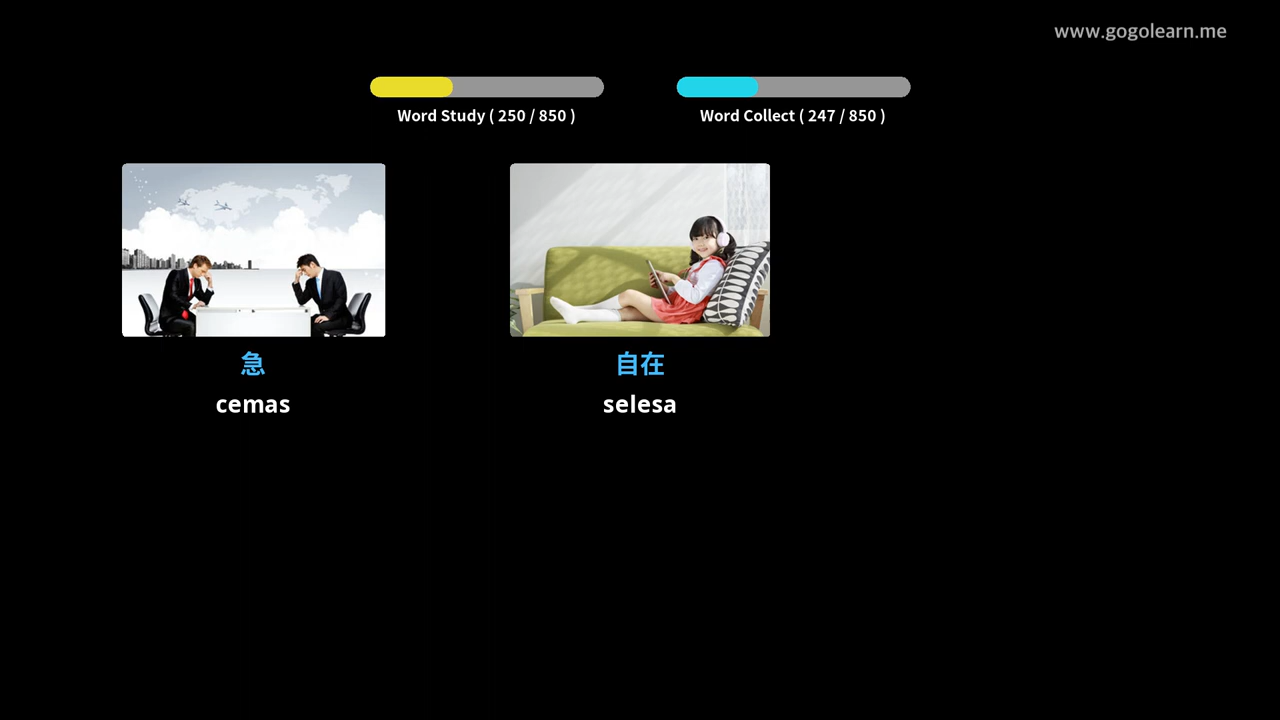 www.gogolearn.me
Word Study ( 250 / 850 )
Word Collect ( 247 / 850 )
急
cemas
自在
selesa